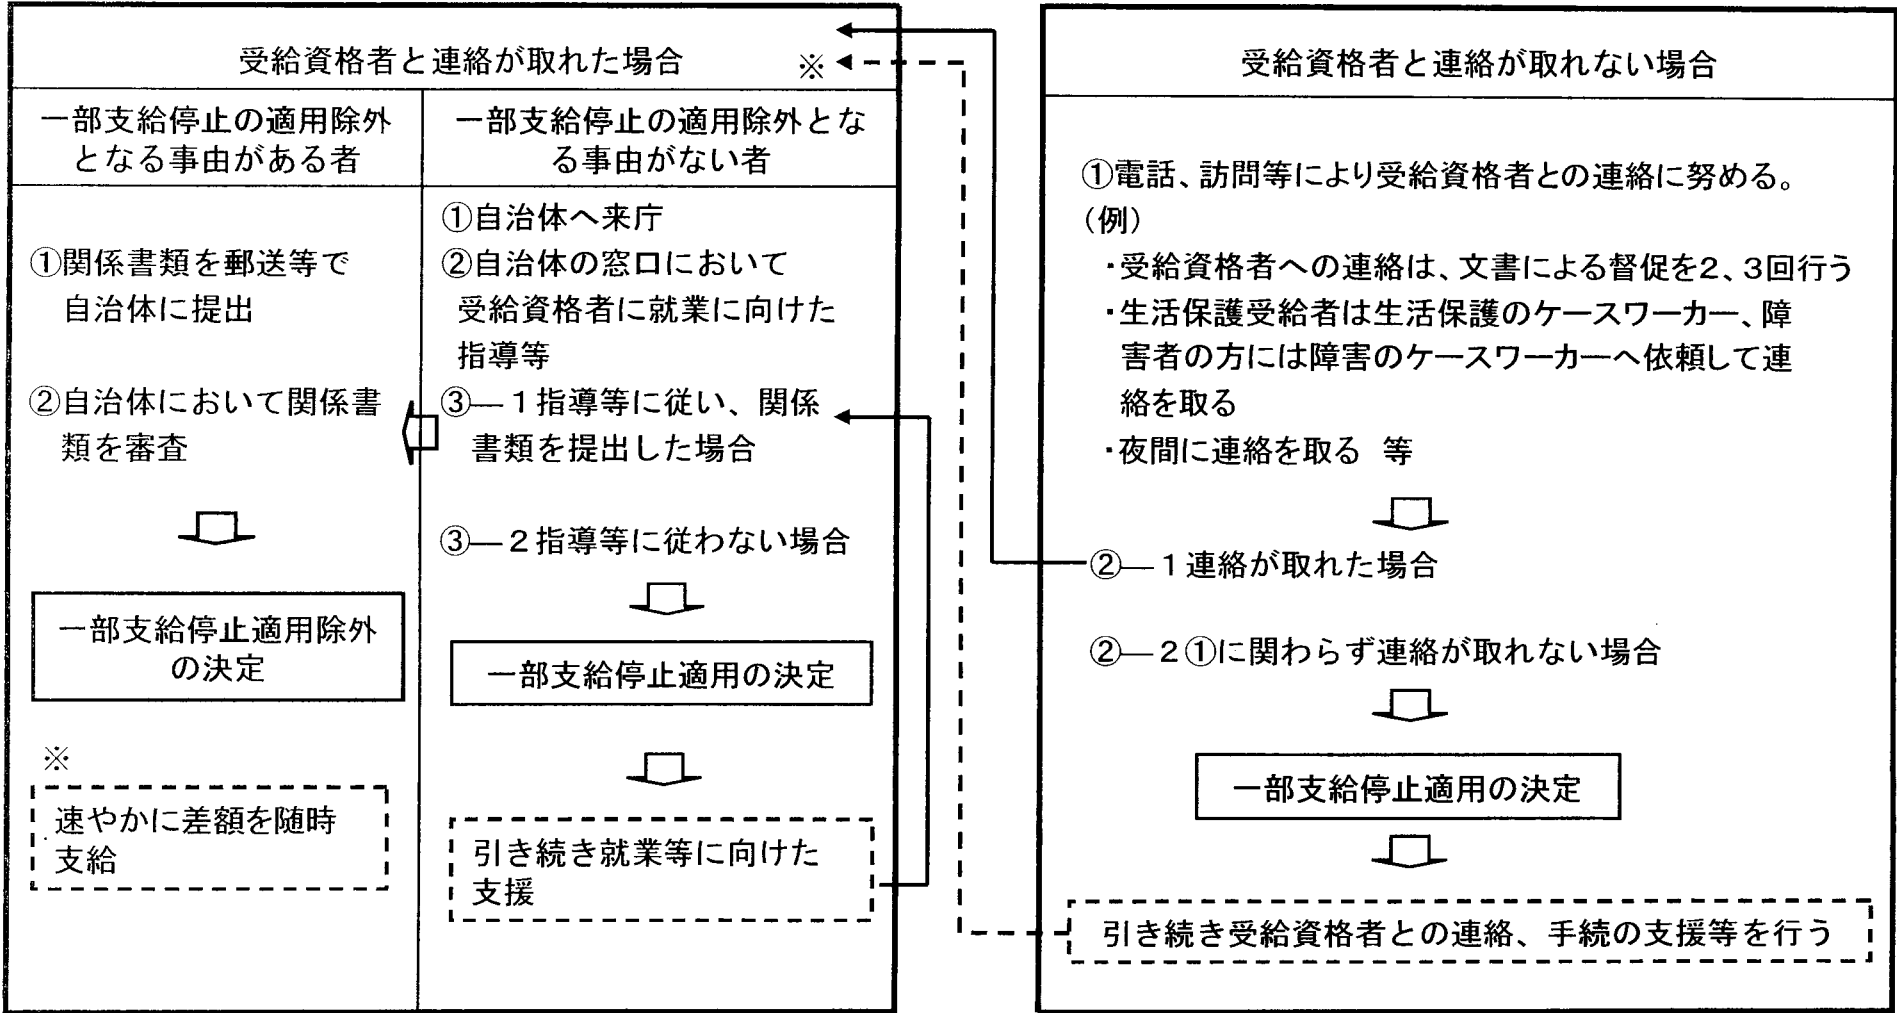 受給資格者と連絡が取れた場合 ※
一部支給停止の適用除外
となる事由がある者
①関係書類を郵送等で
自治体に提出
②自治体において関係書
類を審査
一部支給停止適用除外
の決定
※
速やかに差額を随時
支給
一部支給停止の適用除外とな
る事由がない者
①自治体へ来庁
②自治体の窓口において
受給資格者に就業に向けた
指導等
③―1指導等に従い、関係
書類を提出した場合
③―2指導等に従わない場合
一部支給停止適用の決定
引き続き就業等に向けた
支援
受給資格者と連絡が取れない場合
①電話、訪問等により受給資格者との連絡に努める。
(例)
・受給資格者への連絡は、文書による督促を2、3回行う
・生活保護受給者は生活保護のケースワーカー、障
害者の方には障害のケースワーカーへ依頼して連
絡を取る
・夜間に連絡を取る 等
②―1連絡が取れた場合
②―2①に関わらず連絡が取れない場合
一部支給停止適用の決定
引き続き受給資格者との連絡、手続の支援等を行う